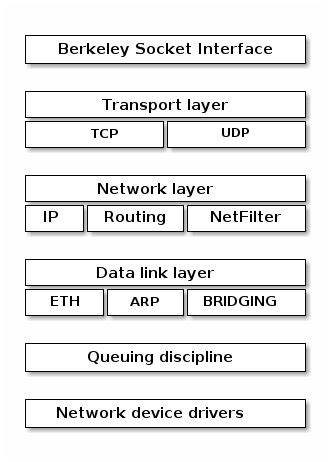 Berkeley Socket Interface
Transport layer
TCP UDP
Network layer
IP Routing NetFilter
Data link layer
ETH ARP BRIDGING
Queuing discipline
Network device drivers